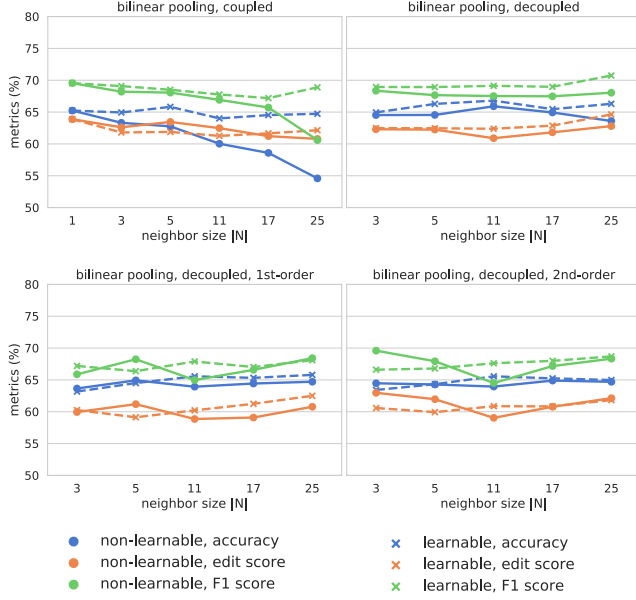 bilinear pooling, coupled
bilinear pooling, decoupled
80
75
70
65
60
55
50
metrics (%)
1 3 5 11 17 25
3 5 11 17 25
neighbor size |N|
neighbor size |N|
bilinear pooling, decoupled, 1st-order
bilinear pooling, decoupled, 2nd-order
80
75
70
65
60
55
50
metrics (%)
3 5 11 17 25
3 5 11 17 25
neighbor size |N|
neighbor size |N|
non-learnable, accuracy
learnable, accuracy
non-learnable, edit score
learnable, edit score
non-learnable, F1 score
learnable, F1 score